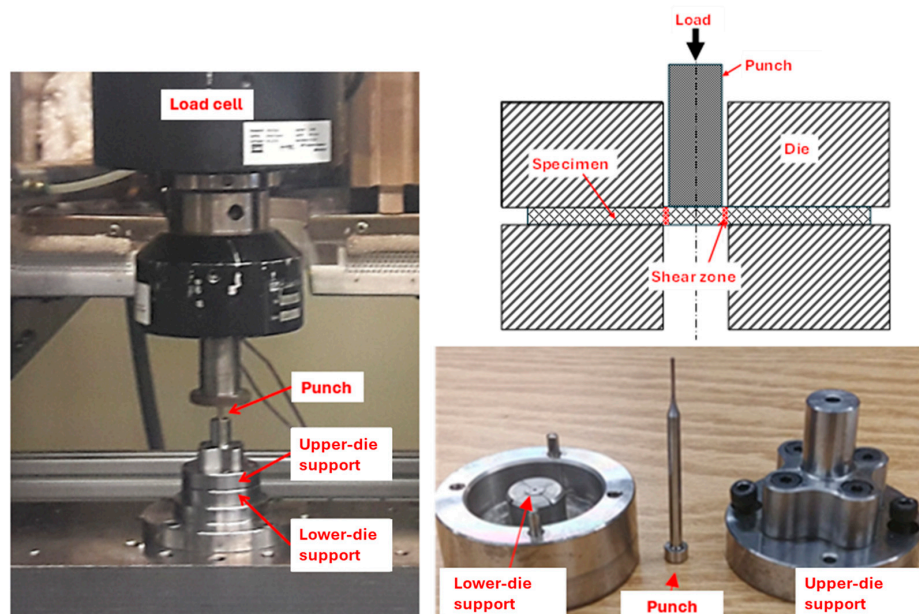 Load cell
Punch
Upper-die
support
Lower-die
support
Load
Punch
Specimen
Die
Shear zone
Lower-die
support
Punch
Upper-die
support